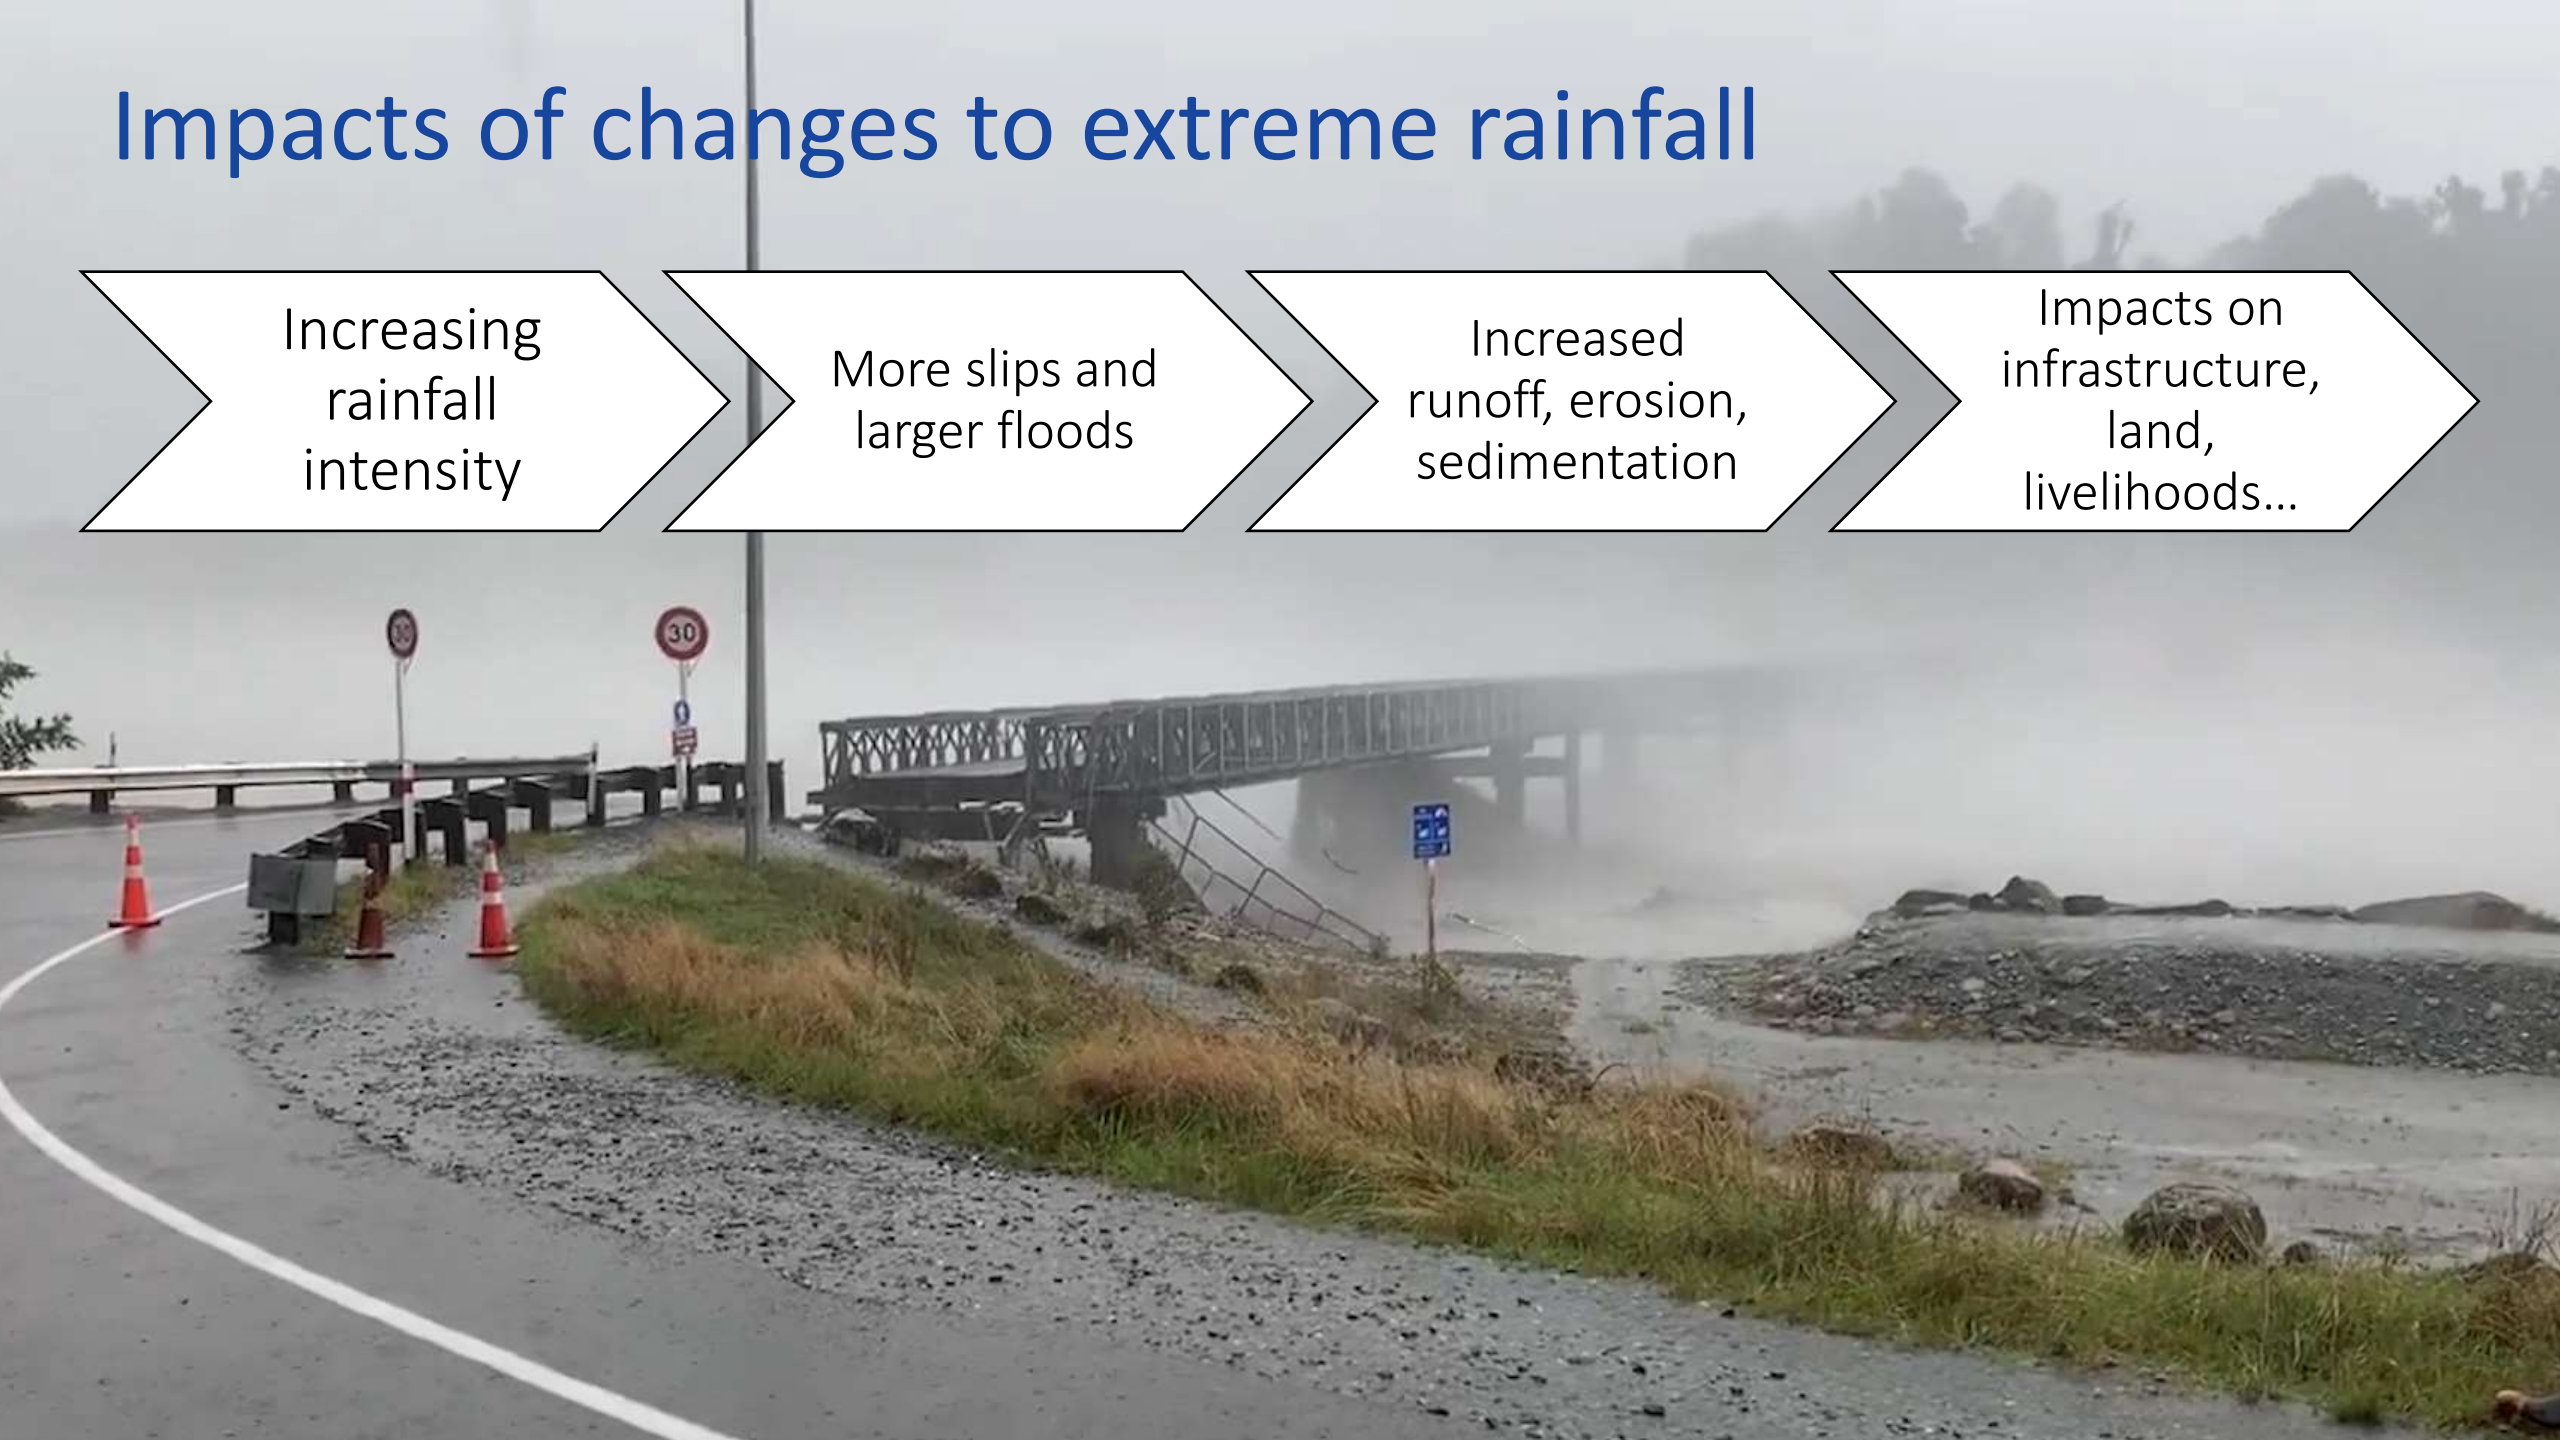 Impacts of changes to extreme rainfall
Increasing
rainfall
intensity
More slips and
larger floods
Increased
runoff, erosion,
sedimentation
Impacts on
infrastructure,
land,
livelihoods...
30
30